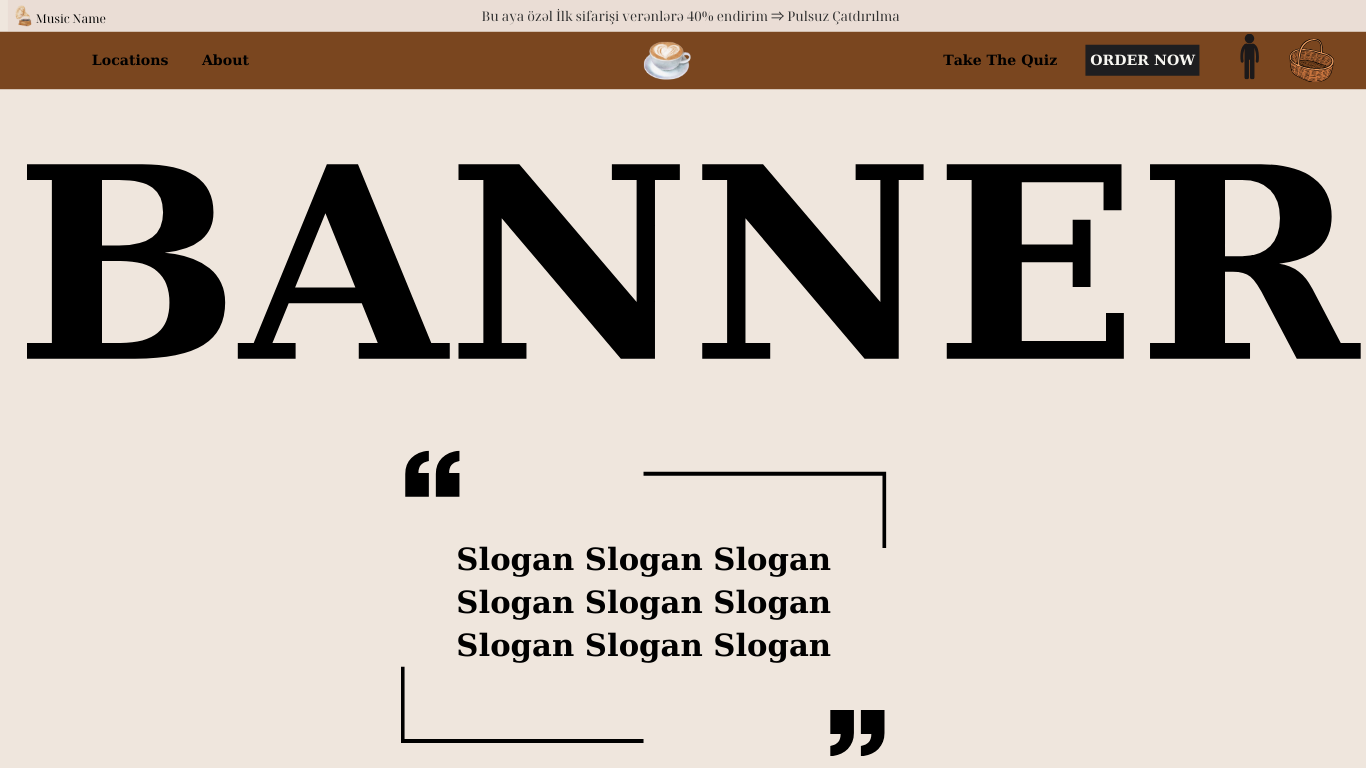 Music Name
Bu aya özəl İlk sifarişi verənlərə 40% endirim ⇒ Pulsuz Çatdırılma
Locations About Take The Quiz ORDER NOW
BANNER
“
Slogan Slogan Slogan
Slogan Slogan Slogan
Slogan Slogan Slogan
”